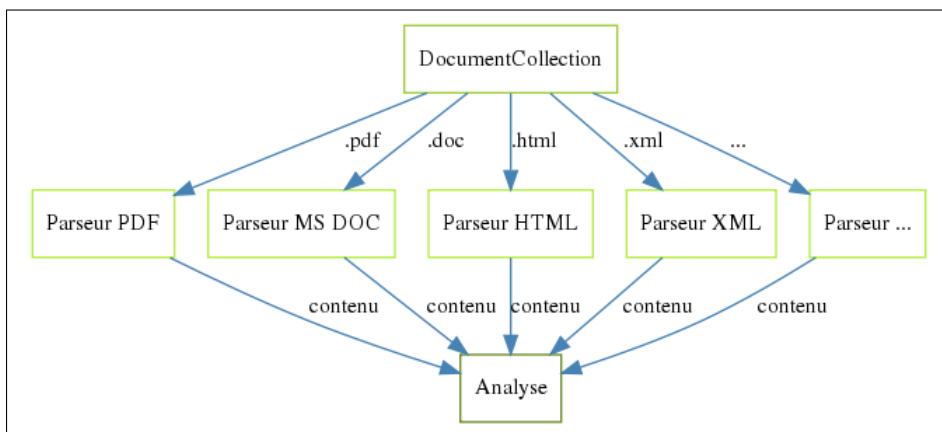 DocumentCollection
.pdf
.doc
.html
.xml
...
Parseur PDF
Parseur MS DOC
Parseur HTML
Parseur XML
Parseur ...
contenu
contenu
contenu
contenu
contenu
Analyse